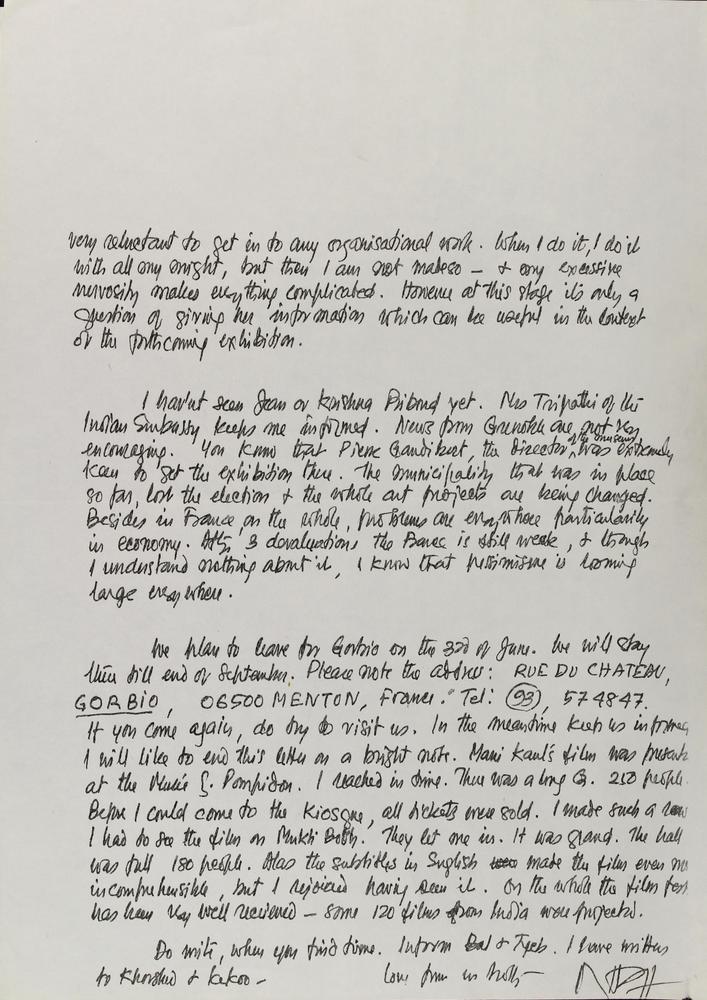 very reluctant to get in to any organisational work. When I do it, I do it
with all my might, but then I am not made so — & my excessive
nervosity makes everything complicated. However at this stage it's only a
question of giving her information which can be useful in the context
of the forthcoming exhibition.
I hav'nt seen Jean or Krishna Riboud yet. Mrs Tripathi of the
Indian Embassy keeps me informed. News from Grenoble are not very
encouraging. You know that Pierre Gaudibert, the Director of the museum, was extremely
keen to get the exhibition there. The municipality that was in place
so far, lost the election & the whole art projects are being changed.
Besides in France, on the whole, problems are everywhere particularly
in economy. After 3 devaluations the France is still weak, & though
I understand nothing about it, I know that pessimisme is looming
large everywhere.
We plan to leave for Gorbio on the 3rd of June. We will stay
there till end of September. Please note the address: RUE DU CHATEAU,
GORBIO, 06500 MENTON, France. Tel: (93), 574847.
If you come again, do try to visit us. In the meantime keep us informed
I will like to end this letter on a bright note. Mani Kaul's film was present
at the Musée G. Pompidou. I reached in time. There was a long Q. 250 people.
Before I could come to the Kiosque, all tickets were sold. I made such a row
I had to see the film on Mukti Bodh. They let me in. It was grand. The hall
was full 180 people. Alas the subtitles in English made the film even
incomprehensible, but I rejoiced having seen it. On the whole the film fest
has been very well received — some 120 films from India were projected.
Do write, when you find time. Inform Bal & Tyeb. I have written
to Khorshed & Kekoo — love from us both —